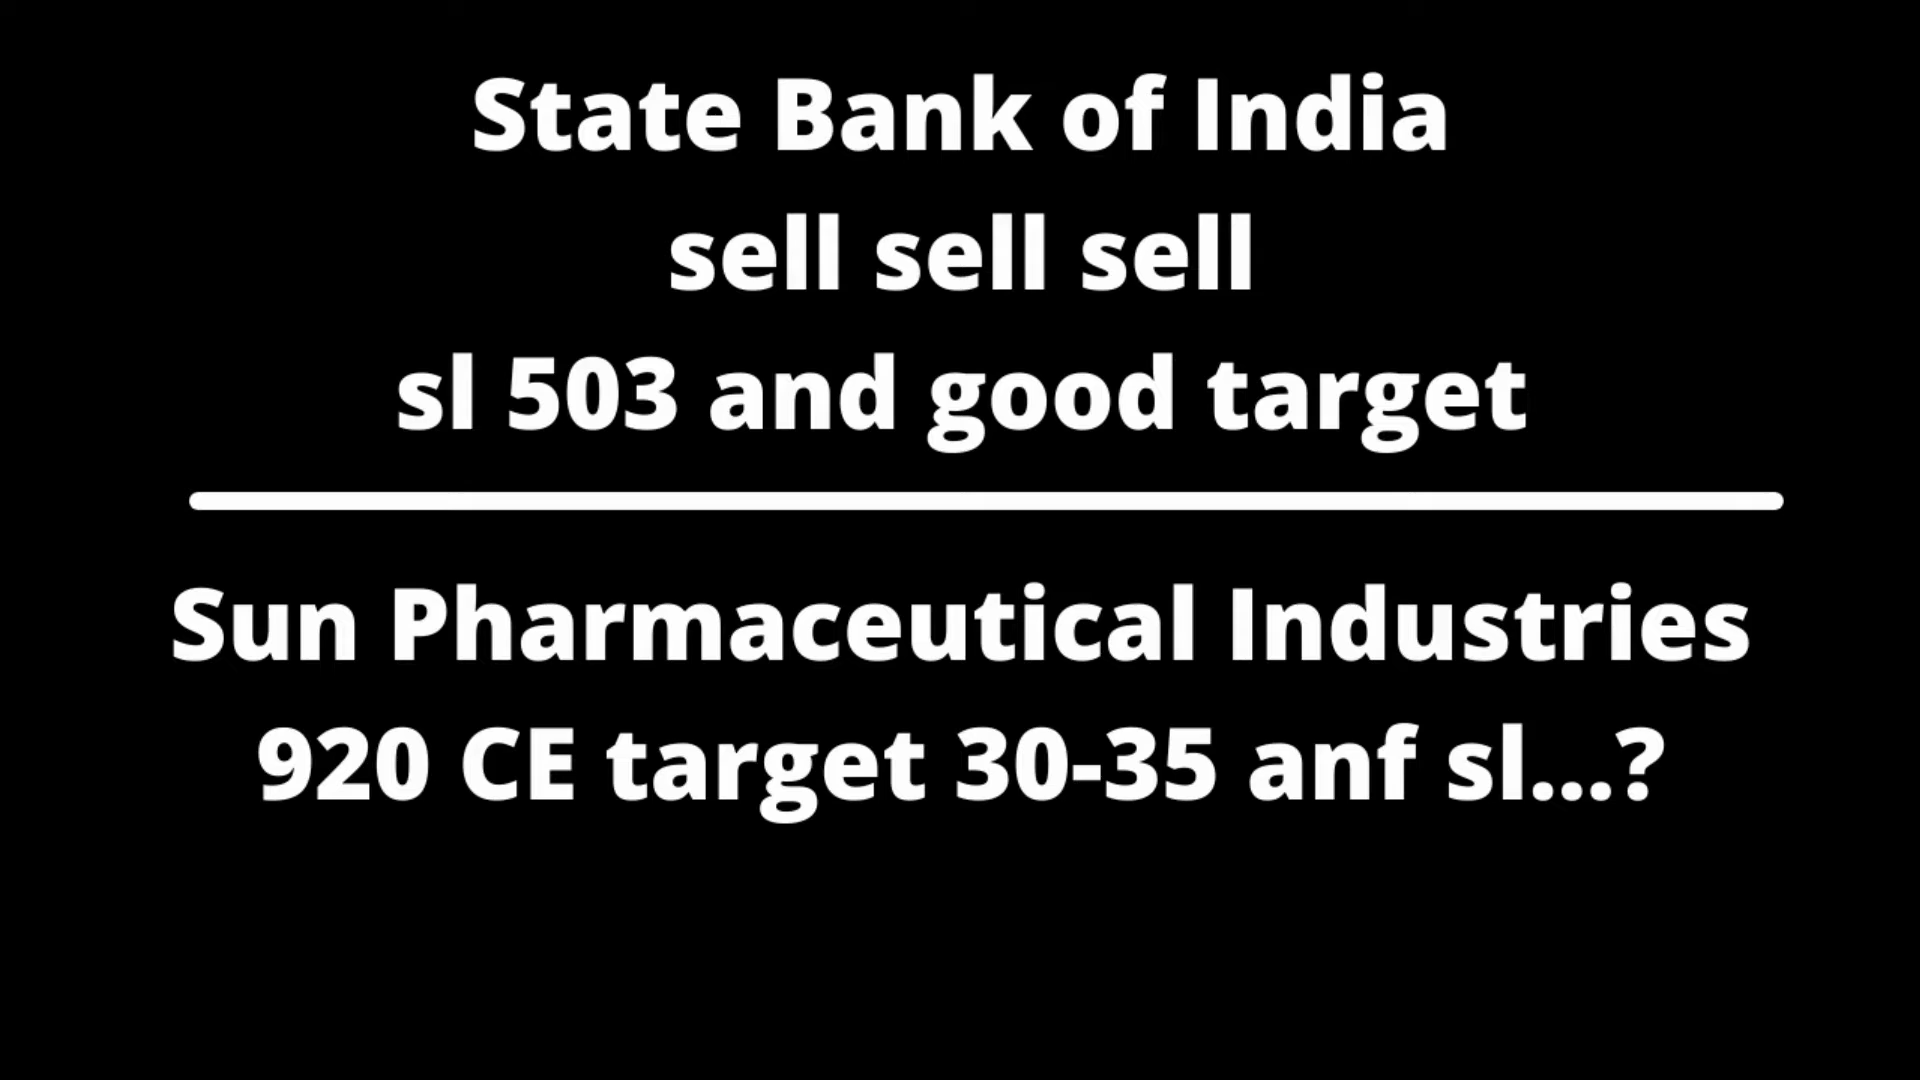 State Bank of India
sell sell sell
sl 503 and good target
Sun Pharmaceutical Industries
920 CE target 30-35 anf sl...?